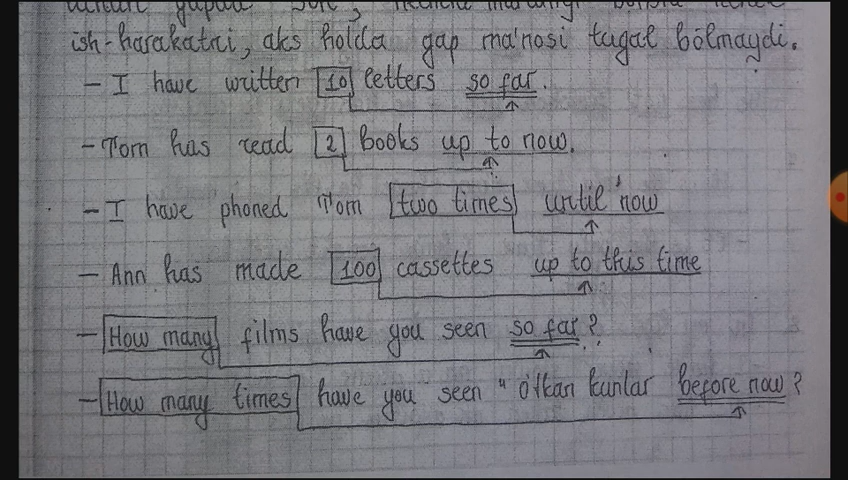 ish-harakatni, aks holda gap ma'nosi tugal bölmaydi.
- I have written 10 letters so far.
- Tom has read 2 books up to now.
- I have phoned Tom two times until now
- Ann has made 100 cassettes up to this time
- How many films have you seen so far?
- How many times have you seen "ötkan kunlar before now?